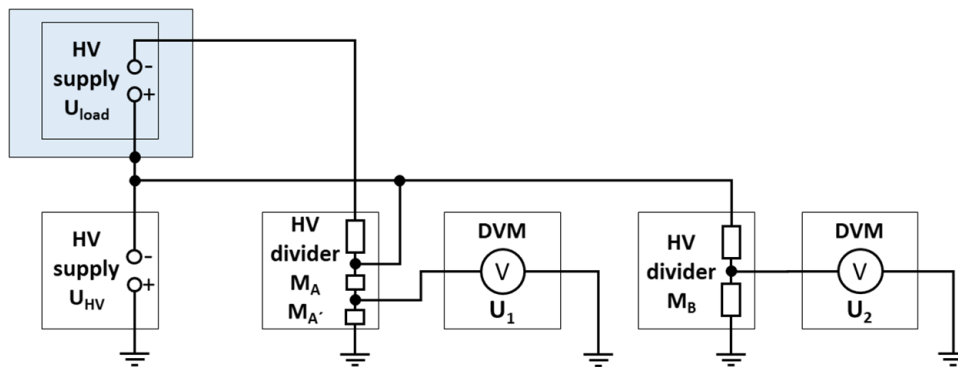 HV
supply
U_load
-
+
HV
supply
U_HV
-
+
HV
divider
M_A
M_A´
DVM
V
U_1
HV
divider
M_B
DVM
V
U_2